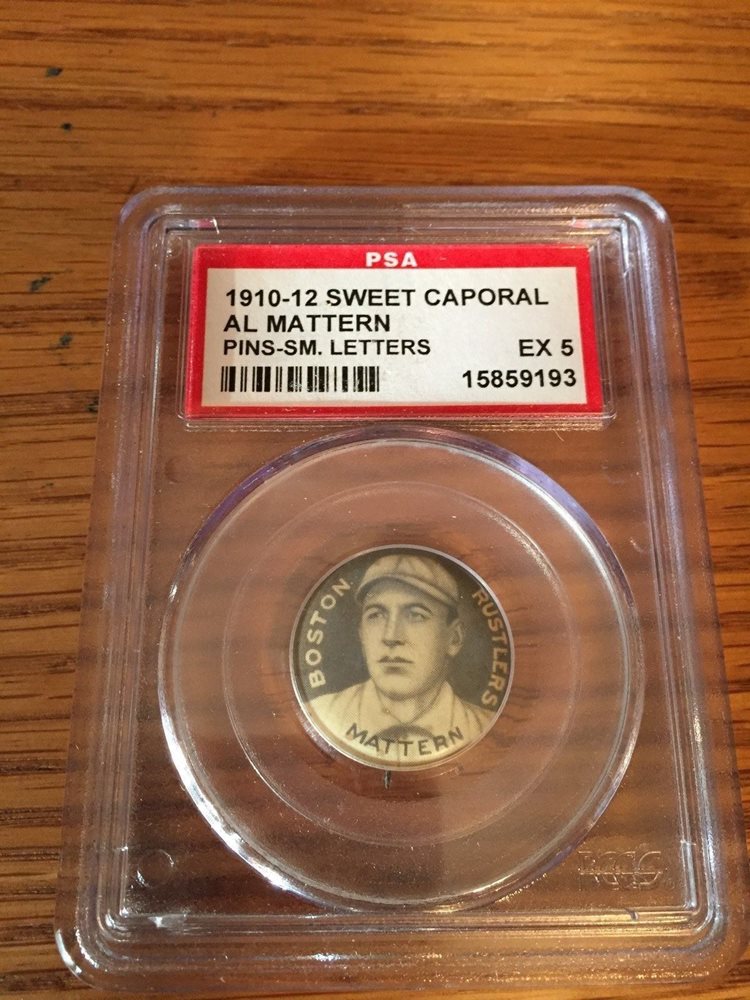 PSA
1910-12 SWEET CAPORAL
AL MATTERN
PINS-SM. LETTERS EX 5
15859193
BOSTON
RUSTLERS
MATTERN